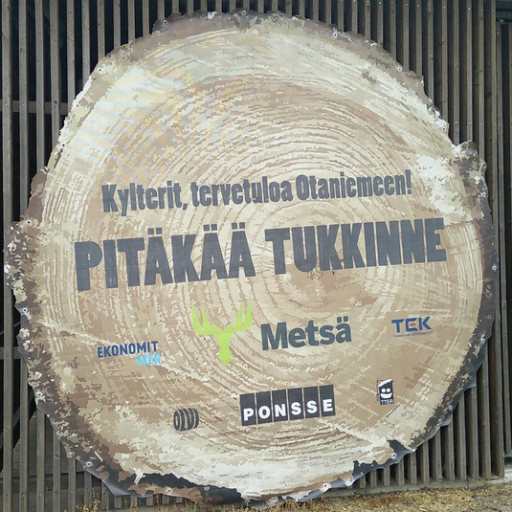 Kylterit, tervetuloa Otaniemeen!
PITÄKÄÄ TUKKINNE
EKONOMIT
Metsä
TEK
PONSSE